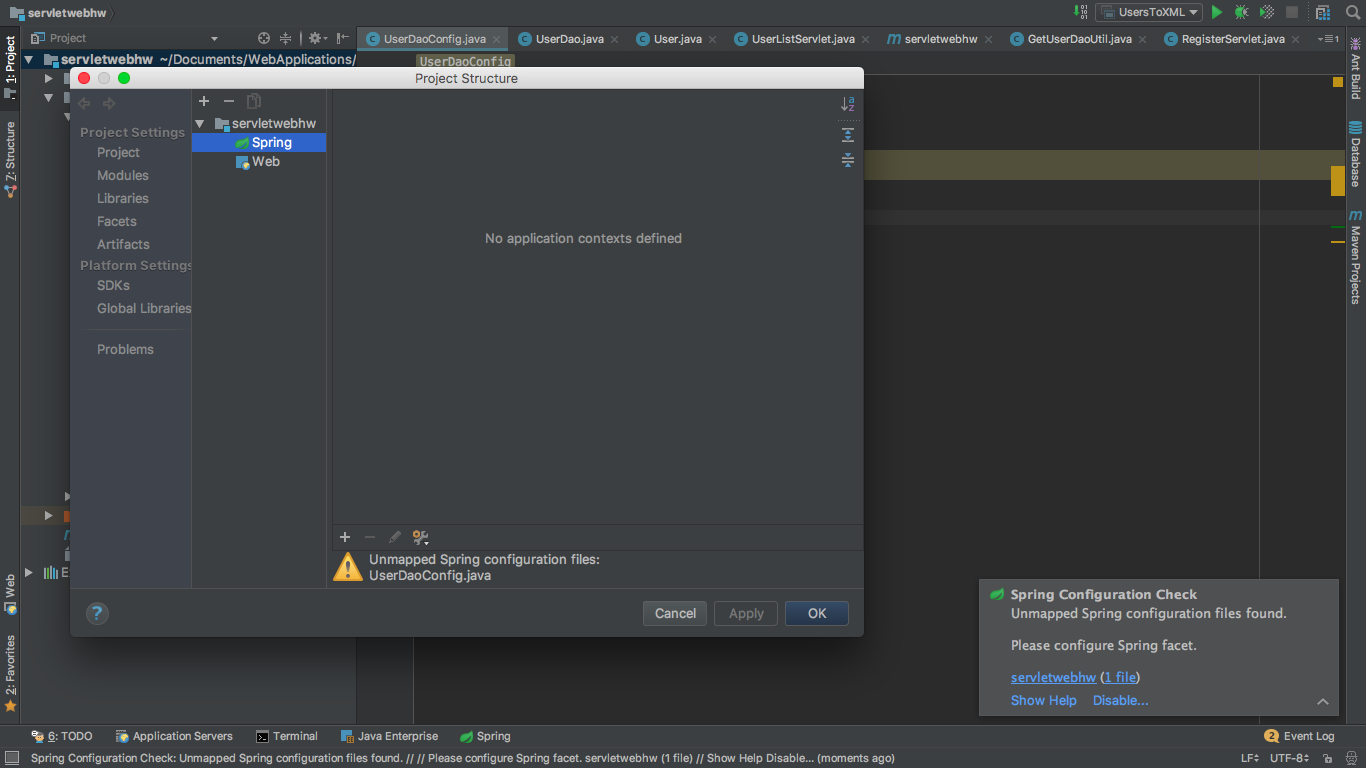 servletwebhw
UsersToXML
Project
UserDaoConfig.java
UserDao.java
User.java
UserListServlet.java
servletwebhw
GetUserDaoUtil.java
RegisterServlet.java
1
servletwebhw ~/Documents/WebApplications/
UserDaoConfig
1: Project
Z: Structure
Web
2: Favorites
Ant Build
Database
Maven Projects
Project Structure
Project Settings
Project
Modules
Libraries
Facets
Artifacts
Platform Settings
SDKs
Global Libraries
Problems
servletwebhw
Spring
Web
No application contexts defined
Unmapped Spring configuration files:
UserDaoConfig.java
?
Cancel
Apply
OK
E
Spring Configuration Check
Unmapped Spring configuration files found.
Please configure Spring facet.
servletwebhw (1 file)
Show Help Disable...
6: TODO
Application Servers
Terminal
Java Enterprise
Spring
2 Event Log
Spring Configuration Check: Unmapped Spring configuration files found. // // Please configure Spring facet. servletwebhw (1 file) // Show Help Disable... (moments ago)
LF
UTF-8